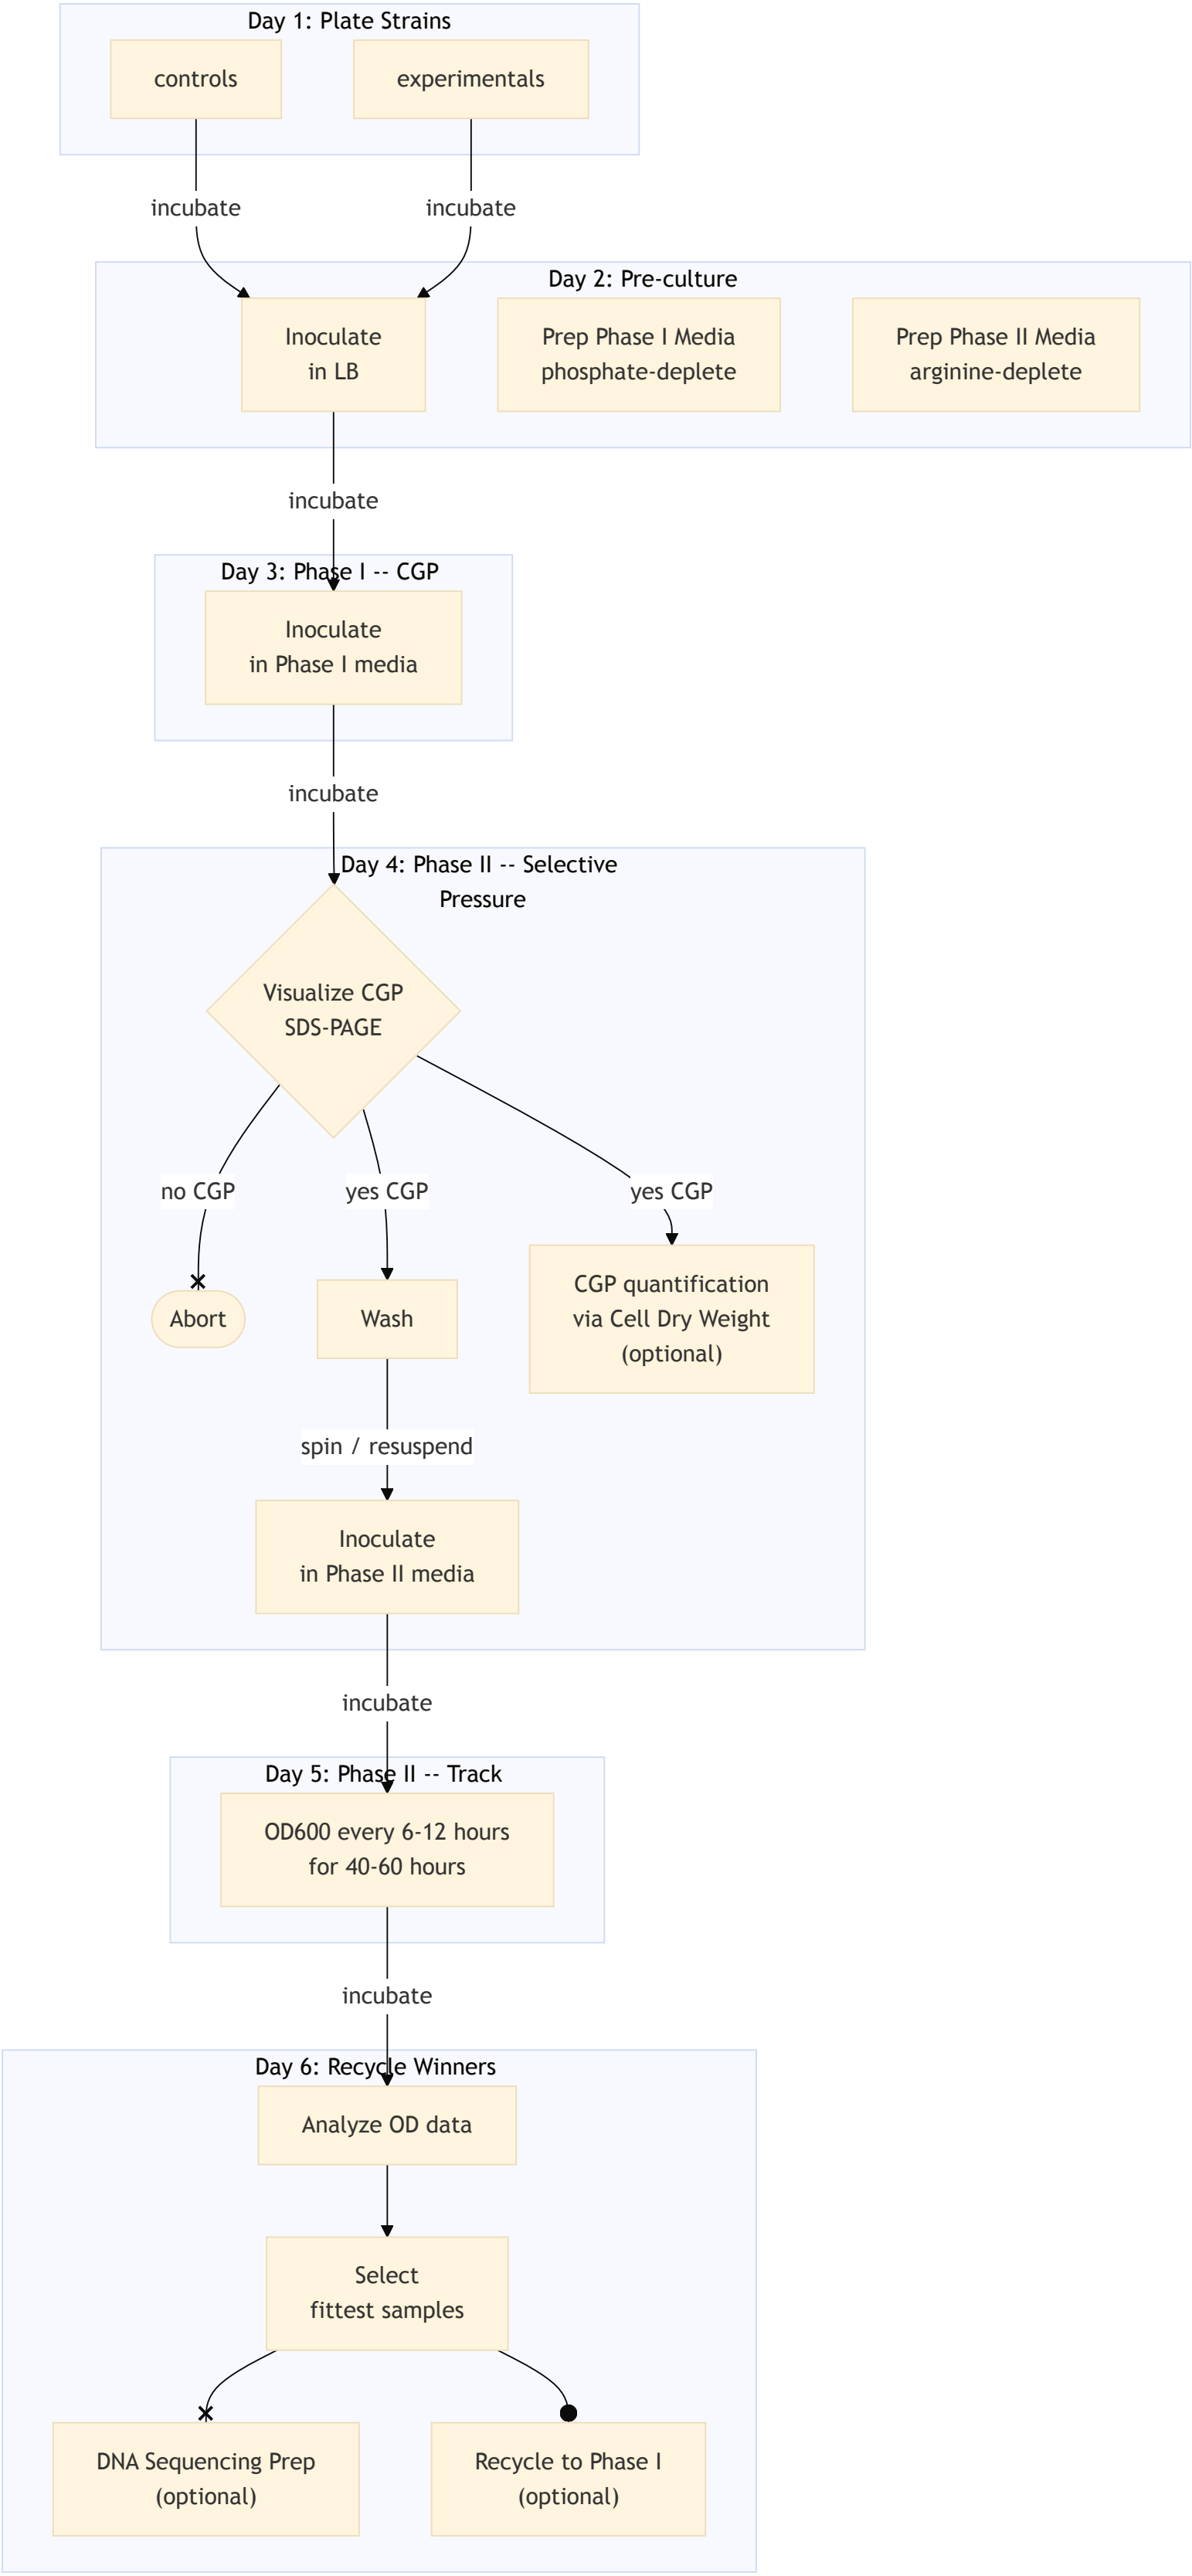 Day 1: Plate Strains
controls
experimentals
incubate
incubate
Day 2: Pre-culture
Inoculate
in LB
Prep Phase I Media
phosphate-deplete
Prep Phase II Media
arginine-deplete
incubate
Day 3: Phase I -- CGP
Inoculate
in Phase I media
incubate
Day 4: Phase II -- Selective
Pressure
Visualize CGP
SDS-PAGE
no CGP
yes CGP
yes CGP
Abort
Wash
CGP quantification
via Cell Dry Weight
(optional)
spin / resuspend
Inoculate
in Phase II media
incubate
Day 5: Phase II -- Track
OD600 every 6-12 hours
for 40-60 hours
incubate
Day 6: Recycle Winners
Analyze OD data
Select
fittest samples
DNA Sequencing Prep
(optional)
Recycle to Phase I
(optional)